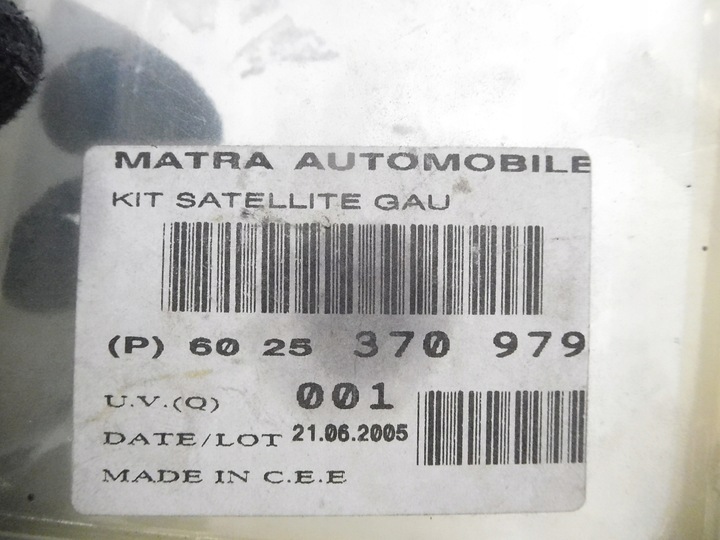 MATRA AUTOMOBILE
KIT SATELLITE GAU
(P) 60 25 370 979
U.V.(Q) 001
DATE/LOT 21.06.2005
MADE IN C.E.E